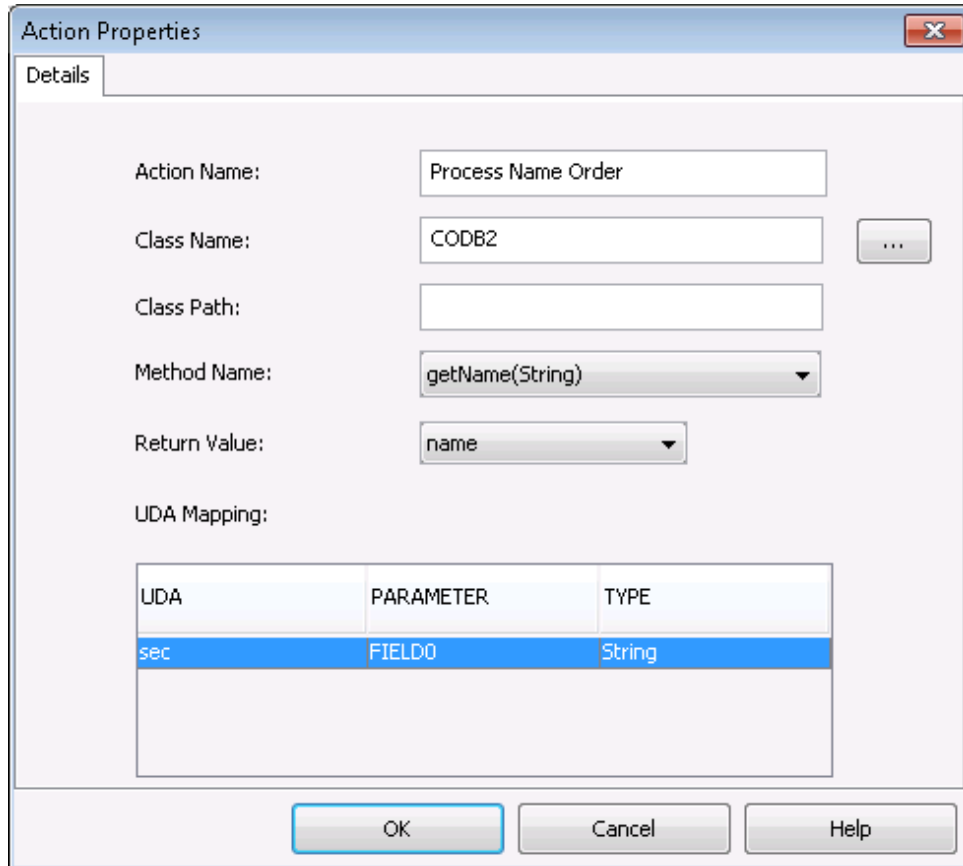 Action Properties
Details
Action Name: Process Name Order
Class Name: CODB2 ...
Class Path:
Method Name: getName(String)
Return Value: name
UDA Mapping:
UDA PARAMETER TYPE
sec FIELD0 String
OK Cancel Help